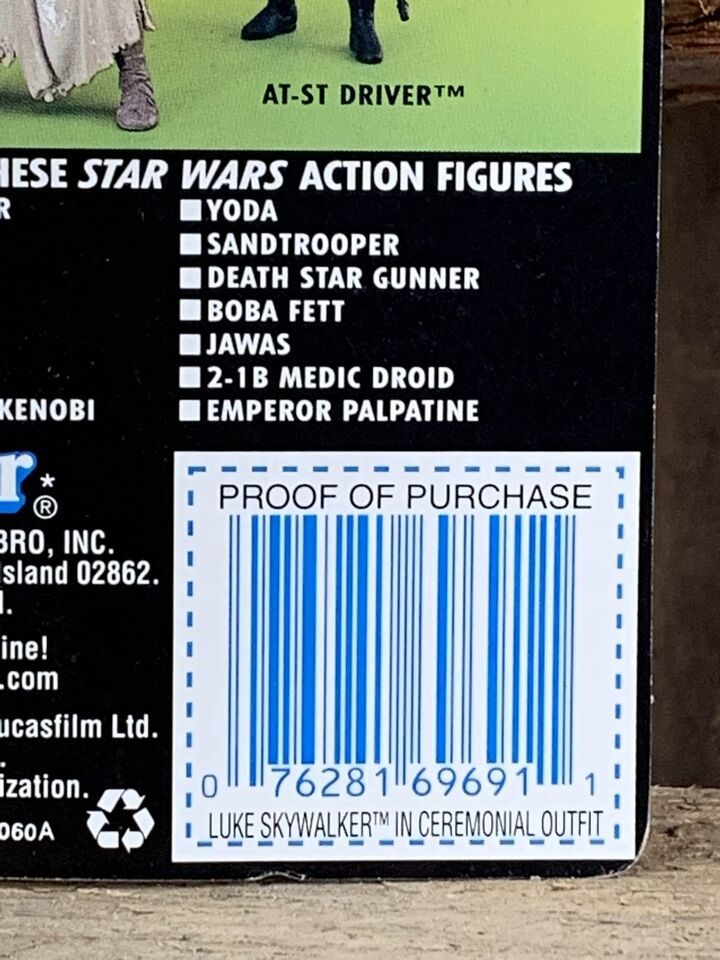 AT-ST DRIVER™
HESE STAR WARS ACTION FIGURES
R
■ YODA
■ SANDTROOPER
■ DEATH STAR GUNNER
■ BOBA FETT
■ JAWAS
■ 2-1B MEDIC DROID
KENOBI
■ EMPEROR PALPATINE
r*®
BRO, INC.
Island 02862.
ine!
.com
ucasfilm Ltd.
ization.
060A
PROOF OF PURCHASE
0 76281 69691 1
LUKE SKYWALKER™ IN CEREMONIAL OUTFIT